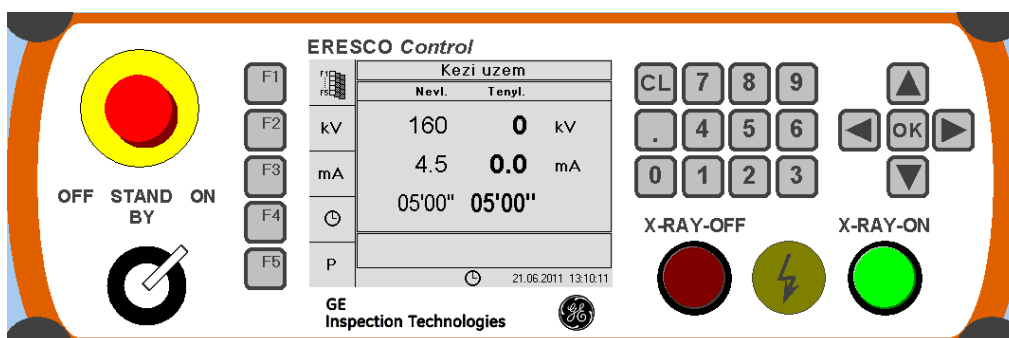 ERESCO Control
F1
F2
F3
F4
F5
F1
F5
kV
mA
P
Kezi uzem
Nevl. Tenyl.
160 0 kV
4.5 0.0 mA
05'00" 05'00"
21.06.2011 13:10:11
GE
Inspection Technologies
OFF STAND ON
BY
CL 7 8 9
. 4 5 6
0 1 2 3
OK
X-RAY-OFF X-RAY-ON